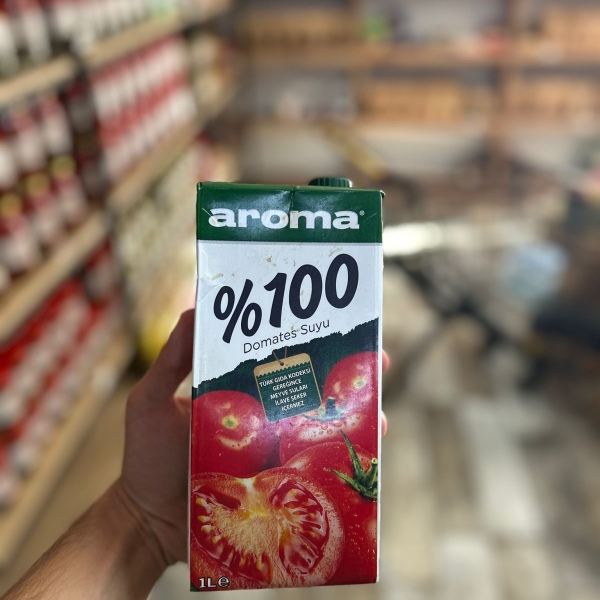 aroma®
%100
Domates Suyu
TÜRK GIDA KODEKSİ
GEREĞİNCE
MEYVE SULARI
İLAVE ŞEKER
İÇERMEZ.
1L e